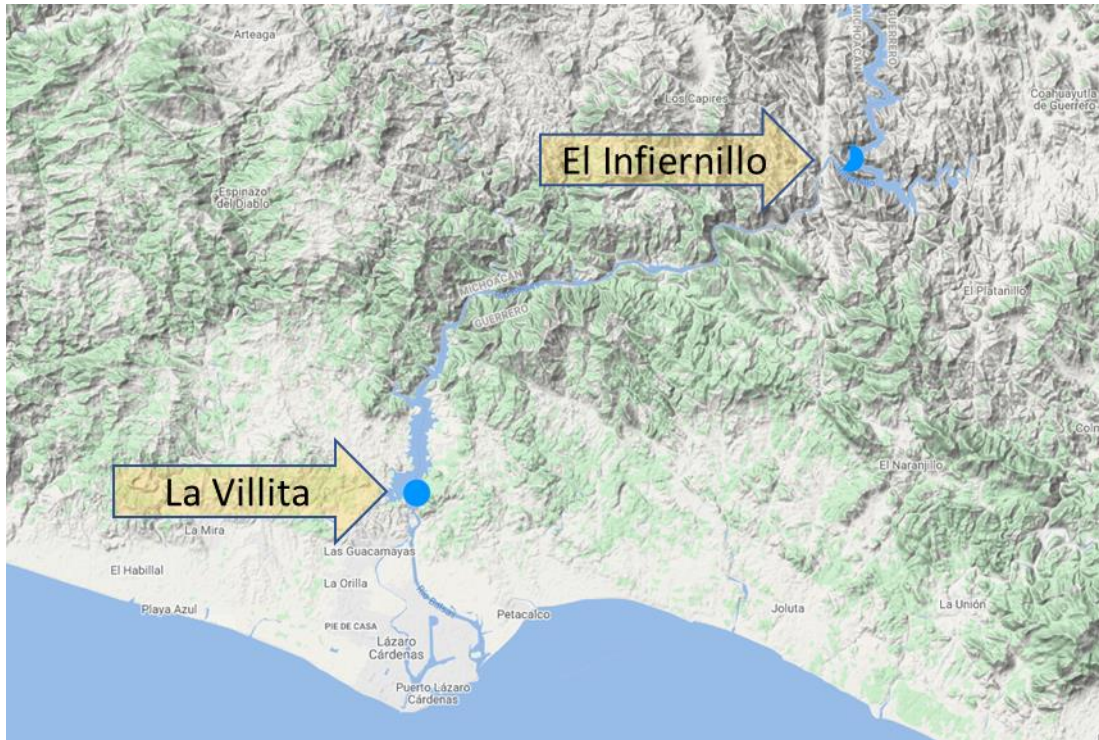 Arteaga
MICHOACÁN
GUERRERO
Los Capires
Coahuayutla
de Guerrero
El Infiernillo
Espinazo
del Diablo
MICHOACÁN
GUERRERO
El Platanillo
El Naranjillo
La Villita
La Mira
Las Guacamayas
El Habillal
La Orilla
Playa Azul
Petacalco
Joluta
La Unión
PIE DE CASA
Lázaro
Cárdenas
Puerto Lázaro
Cárdenas